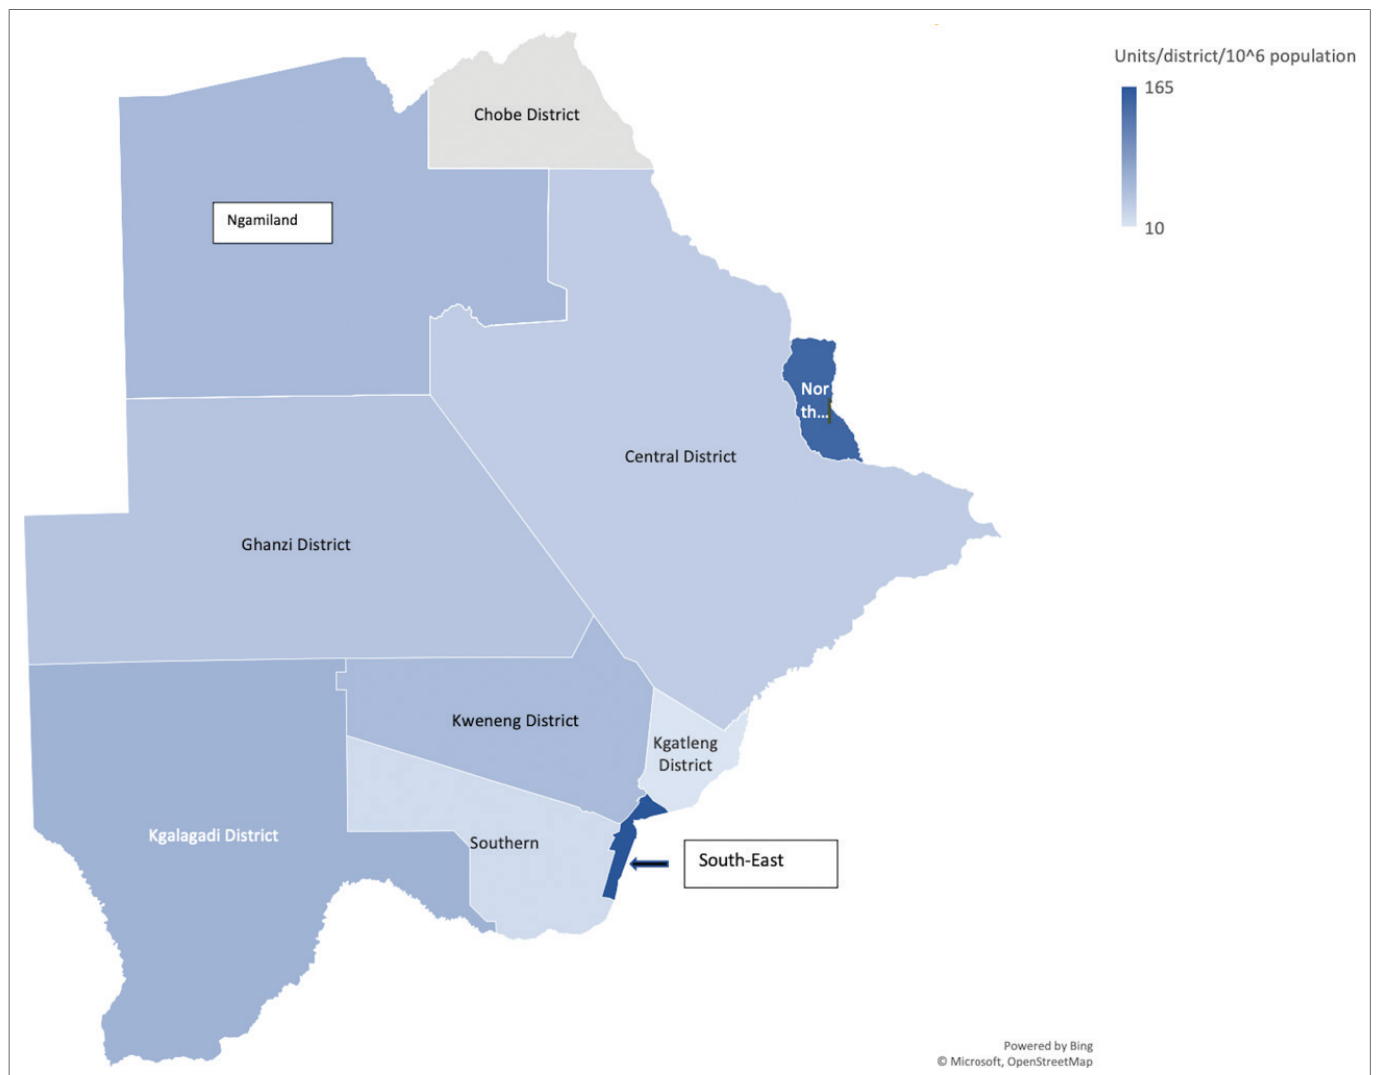 Units/district/10^6 population
165
10
Chobe District
Ngamiland
Nor
th...
Central District
Ghanzi District
Kweneng District
Kgatleng
District
Kgalagadi District
Southern
South-East
Powered by Bing
© Microsoft, OpenStreetMap